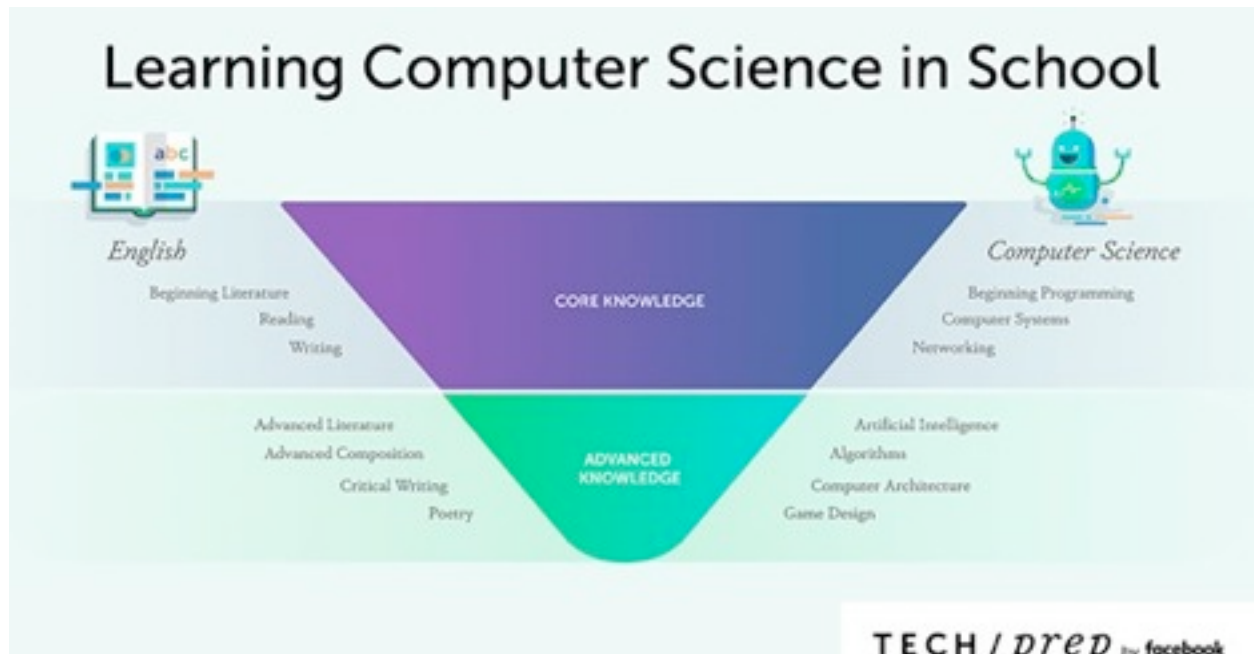 Learning Computer Science in School
abc
English
Beginning Literature
Reading
Writing
CORE KNOWLEDGE
Computer Science
Beginning Programming
Computer Systems
Networking
Advanced Literature
Advanced Composition
Critical Writing
Poetry
ADVANCED
KNOWLEDGE
Artificial Intelligence
Algorithms
Computer Architecture
Game Design
TECH / prep by facebook